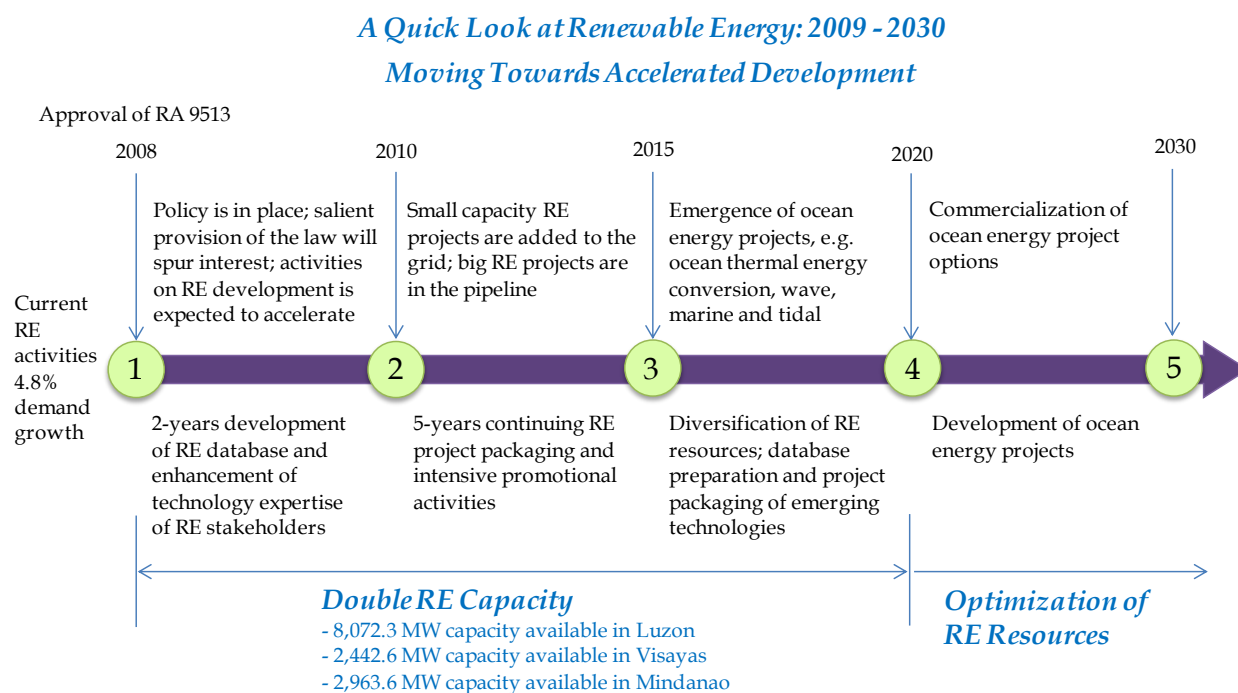 A Quick Look at Renewable Energy: 2009 - 2030
Moving Towards Accelerated Development
Approval of RA 9513
2008
2010
2015
2020
2030
Policy is in place; salient
provision of the law will
spur interest; activities
on RE development is
expected to accelerate
Small capacity RE
projects are added to the
grid; big RE projects are
in the pipeline
Emergence of ocean
energy projects, e.g.
ocean thermal energy
conversion, wave,
marine and tidal
Commercialization of
ocean energy project
options
Current
RE
activities
4.8%
demand
growth
1
2
3
4
5
2-years development
of RE database and
enhancement of
technology expertise
of RE stakeholders
5-years continuing RE
project packaging and
intensive promotional
activities
Diversification of RE
resources; database
preparation and project
packaging of emerging
technologies
Development of ocean
energy projects
Double RE Capacity
- 8,072.3 MW capacity available in Luzon
- 2,442.6 MW capacity available in Visayas
- 2,963.6 MW capacity available in Mindanao
Optimization of
RE Resources